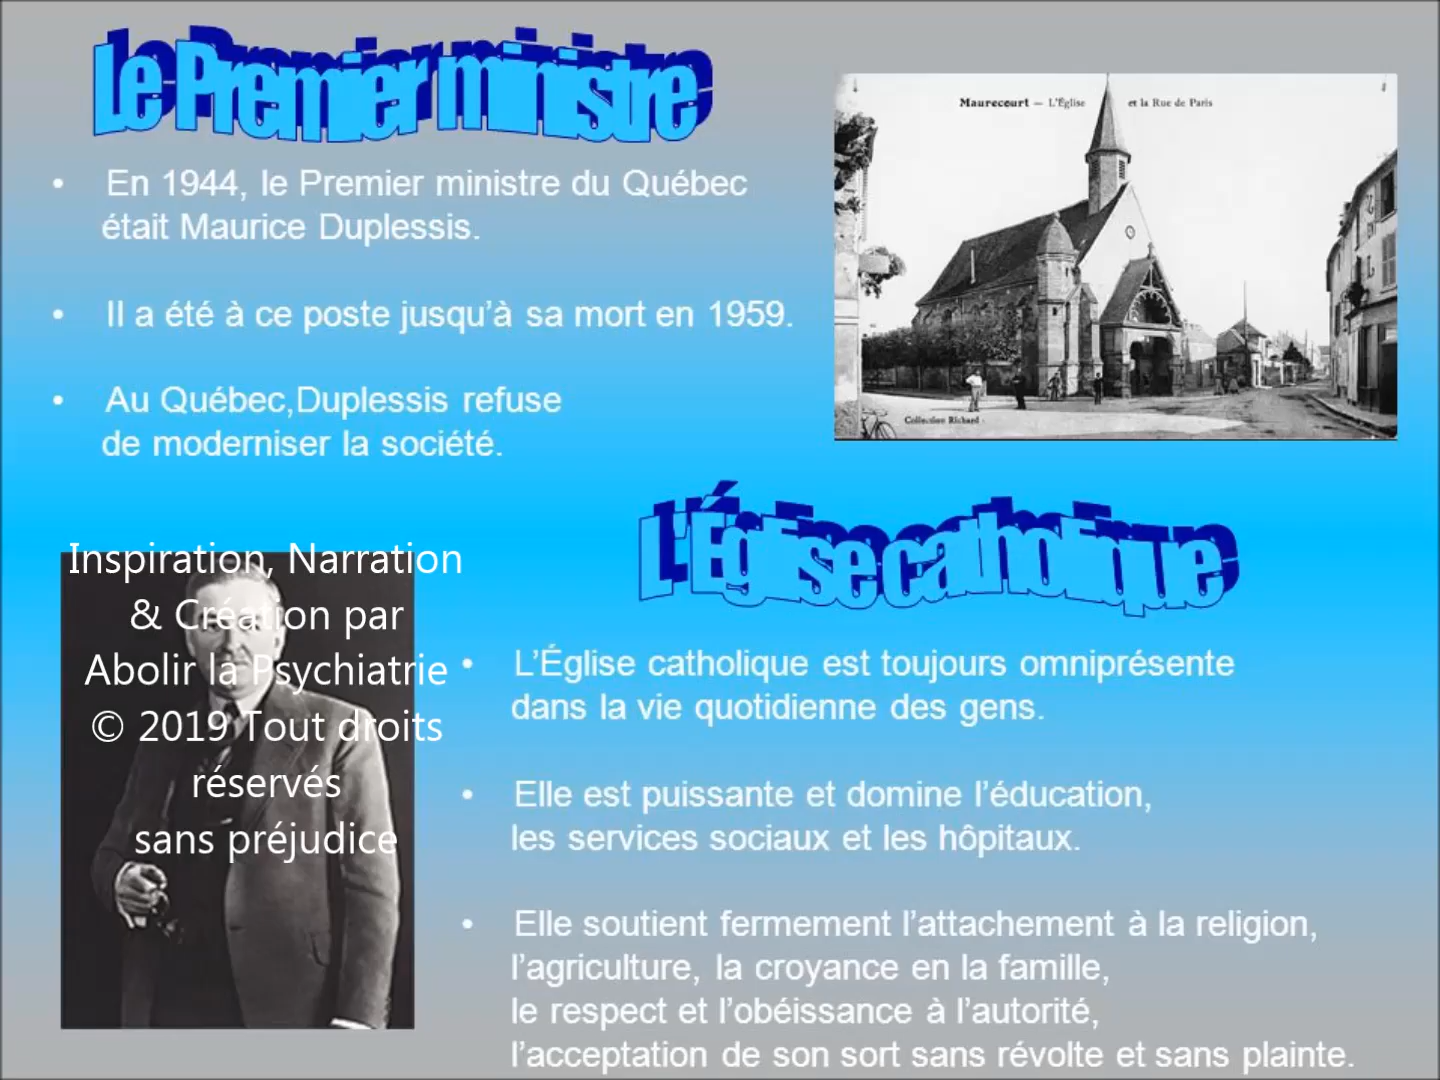 Le Premier ministre
• En 1944, le Premier ministre du Québec
était Maurice Duplessis.
• Il a été à ce poste jusqu’à sa mort en 1959.
• Au Québec,Duplessis refuse
de moderniser la société.
Maurecourt — L'Église et la Rue de Paris
Collection Richard
L'Église catholique
• L’Église catholique est toujours omniprésente
dans la vie quotidienne des gens.
• Elle est puissante et domine l’éducation,
les services sociaux et les hôpitaux.
• Elle soutient fermement l’attachement à la religion,
l’agriculture, la croyance en la famille,
le respect et l’obéissance à l’autorité,
l’acceptation de son sort sans révolte et sans plainte.
Inspiration, Narration
& Création par
Abolir la Psychiatrie
© 2019 Tout droits
réservés
sans préjudice